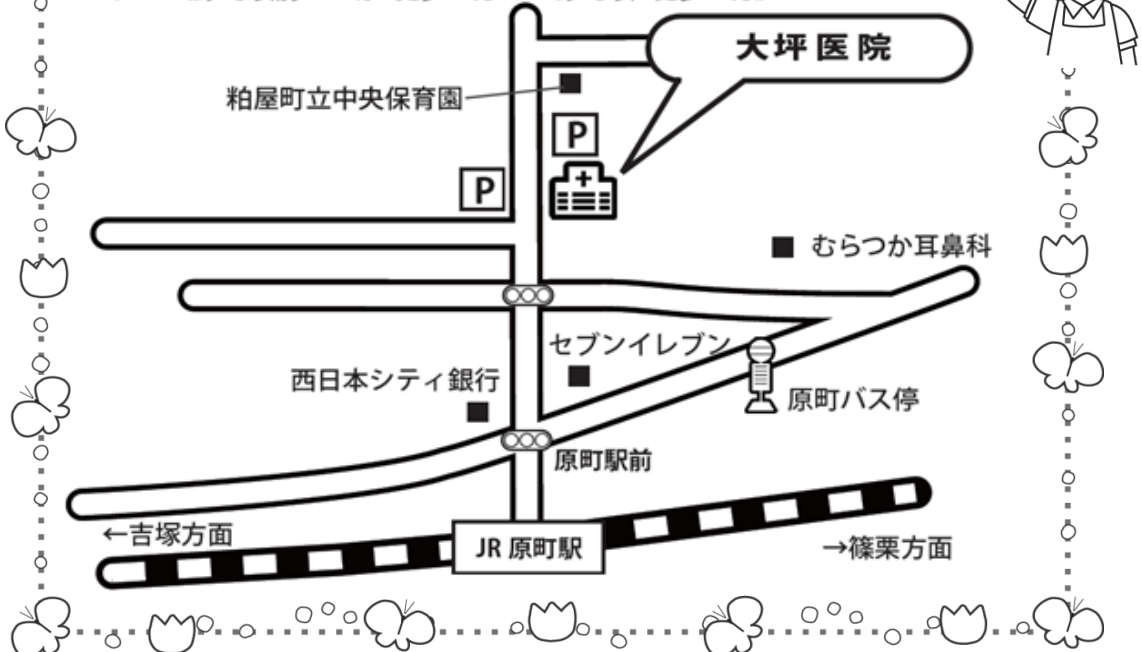 大坪医院
粕屋町立中央保育園
P
P
むらつか耳鼻科
セブンイレブン
西日本シティ銀行
原町バス停
原町駅前
←吉塚方面
JR 原町駅
→篠栗方面